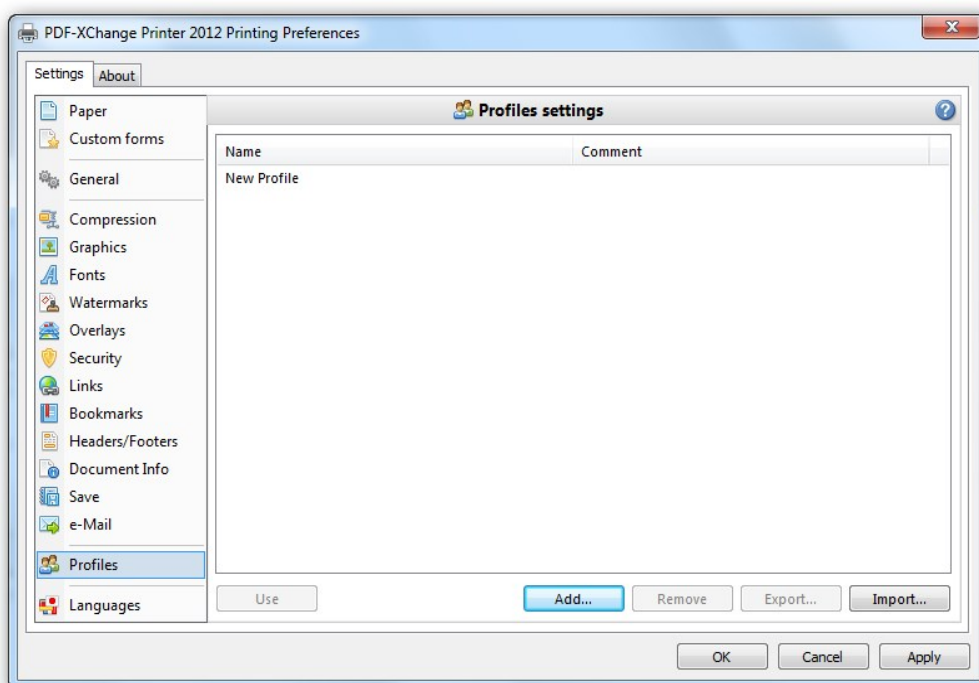 PDF-XChange Printer 2012 Printing Preferences
Settings About
Paper
Custom forms
General
Compression
Graphics
Fonts
Watermarks
Overlays
Security
Links
Bookmarks
Headers/Footers
Document Info
Save
e-Mail
Profiles
Languages
Profiles settings
Name Comment
New Profile
Use Add... Remove Export... Import...
OK Cancel Apply